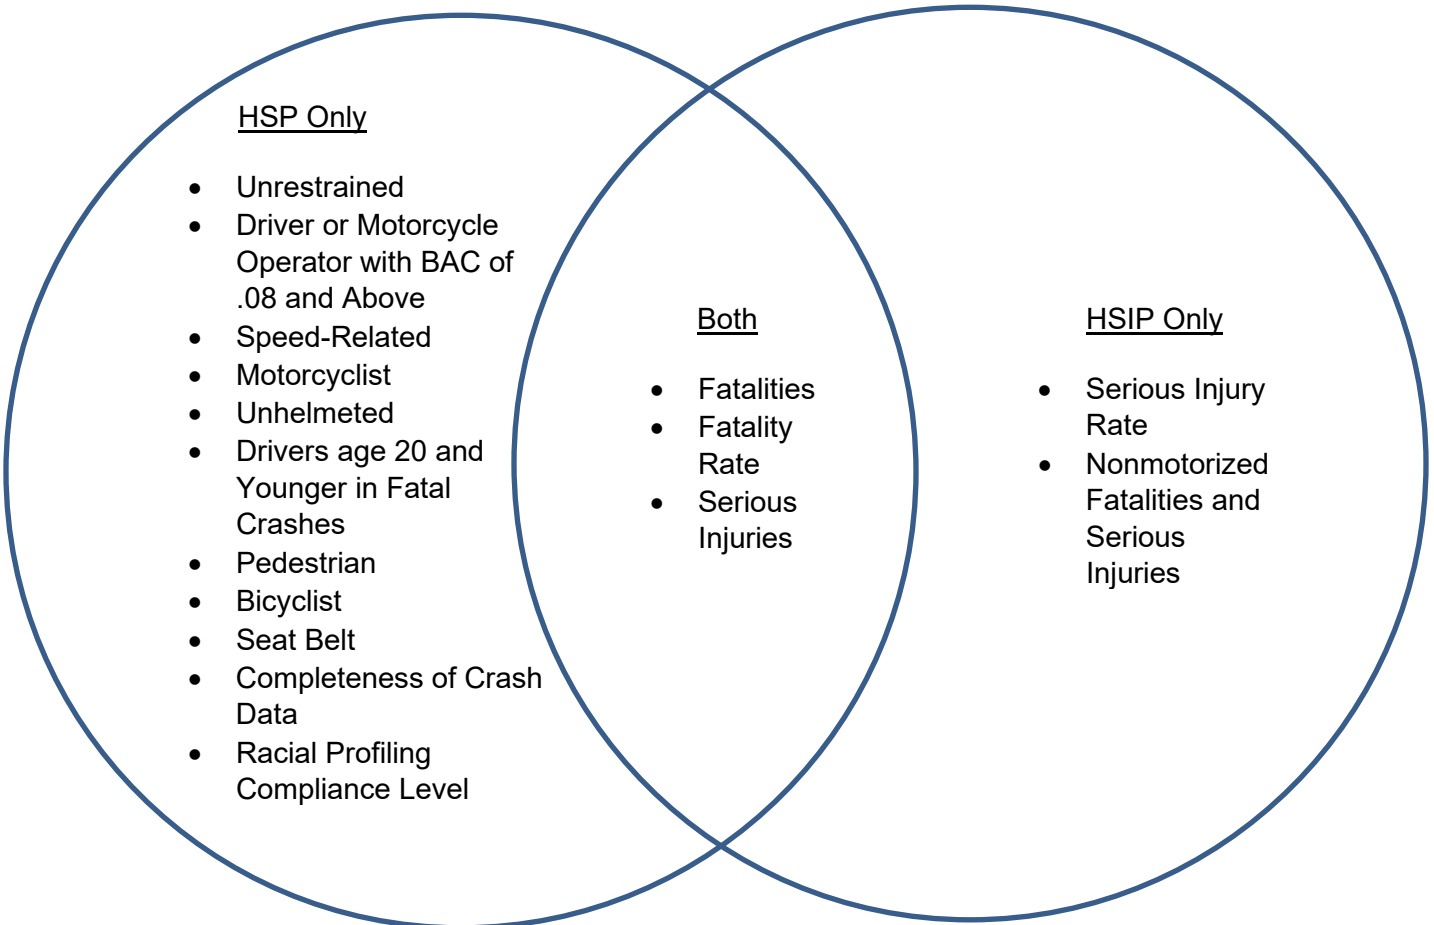 HSP Only
• Unrestrained
• Driver or Motorcycle
Operator with BAC of
.08 and Above
• Speed-Related
• Motorcyclist
• Unhelmeted
• Drivers age 20 and
Younger in Fatal
Crashes
• Pedestrian
• Bicyclist
• Seat Belt
• Completeness of Crash
Data
• Racial Profiling
Compliance Level
Both
• Fatalities
• Fatality
Rate
• Serious
Injuries
HSIP Only
• Serious Injury
Rate
• Nonmotorized
Fatalities and
Serious
Injuries